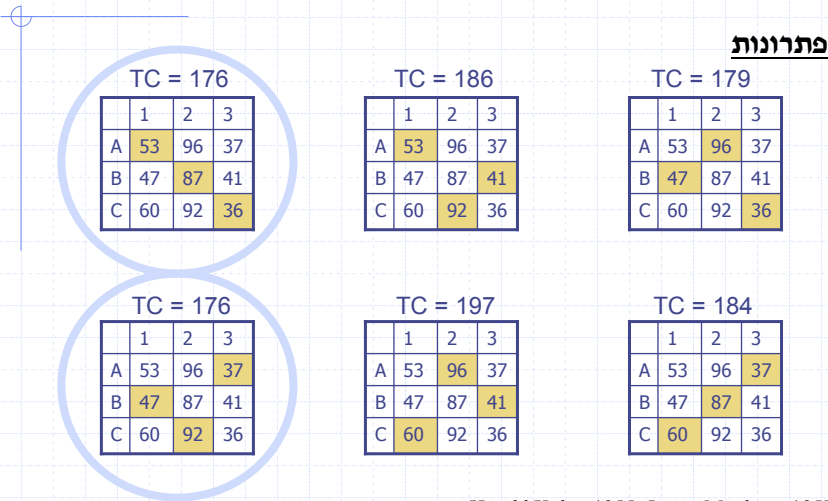 פתרונות
TC = 176 TC = 186 TC = 179
1 2 3 1 2 3 1 2 3
A 53 96 37 A 53 96 37 A 53 96 37
B 47 87 41 B 47 87 41 B 47 87 41
C 60 92 36 C 60 92 36 C 60 92 36
TC = 176 TC = 197 TC = 184
1 2 3 1 2 3 1 2 3
A 53 96 37 A 53 96 37 A 53 96 37
B 47 87 41 B 47 87 41 B 47 87 41
C 60 92 36 C 60 92 36 C 60 92 36